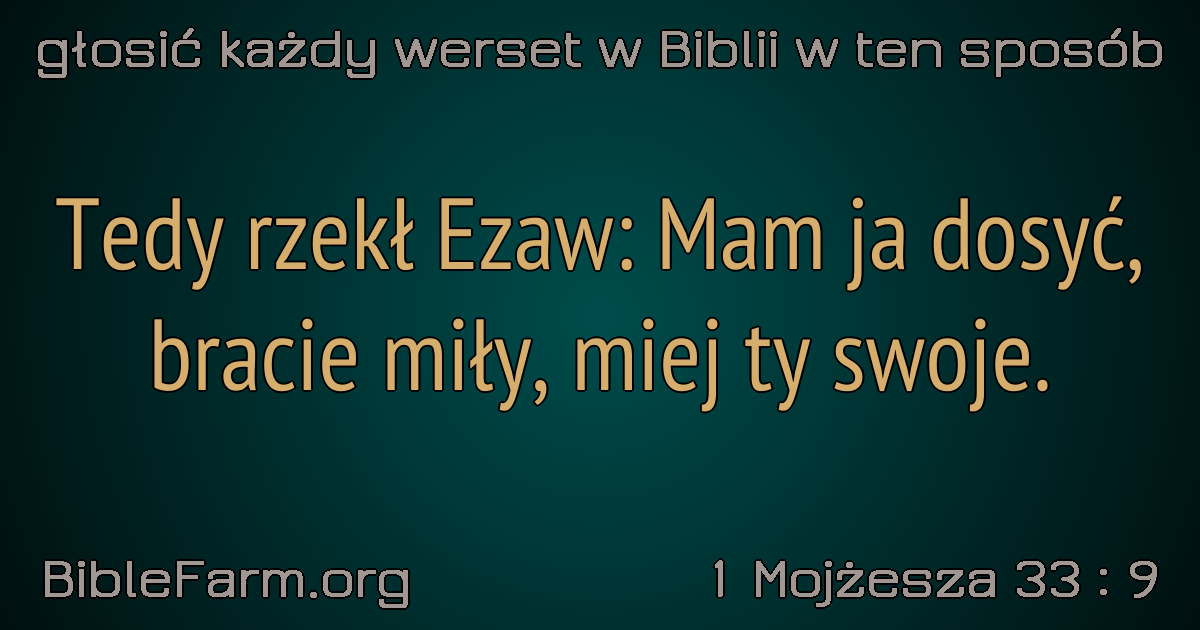 głosić każdy werset w Biblii w ten sposób
Tedy rzekł Ezaw: Mam ja dosyć,
bracie miły, miej ty swoje.
BibleFarm.org
1 Mojżesza 33 : 9